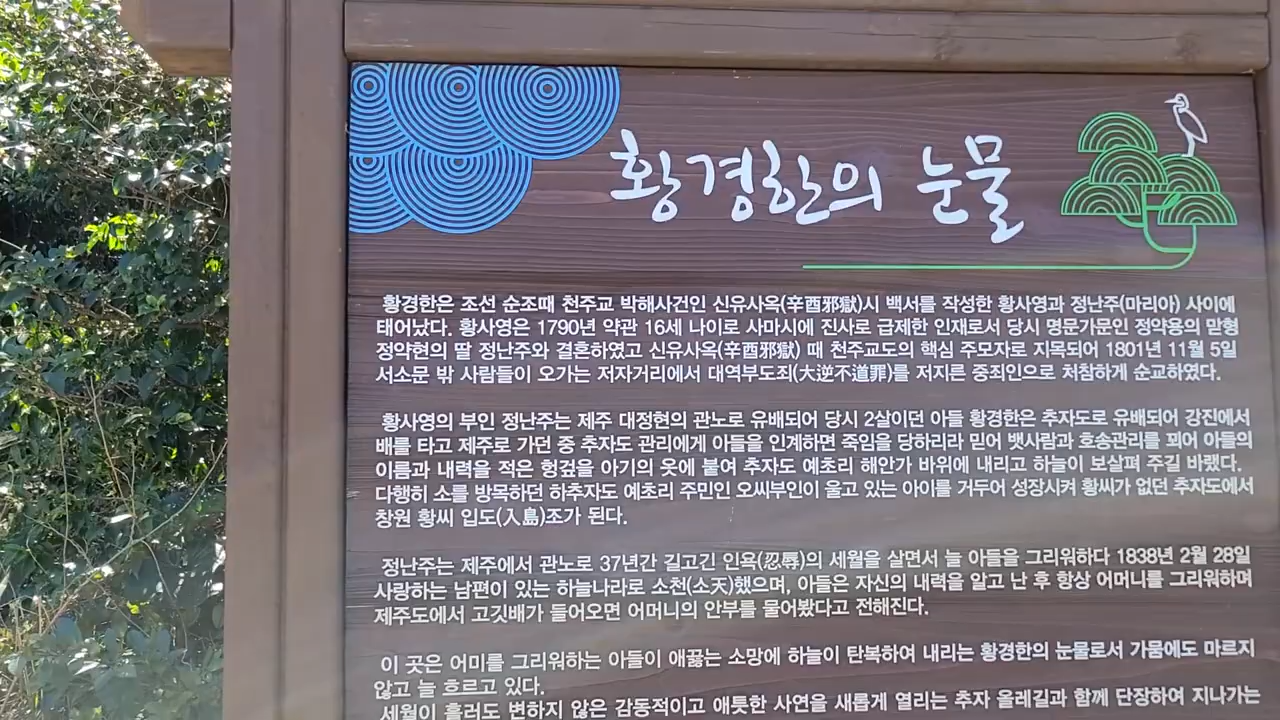 황경한의 눈물
황경한은 조선 순조때 천주교 박해사건인 신유사옥(辛酉邪獄)시 백서를 작성한 황사영과 정난주(마리아) 사이에
태어났다. 황사영은 1790년 약관 16세 나이로 사마시에 진사로 급제한 인재로서 당시 명문가문인 정약용의 맏형
정약현의 딸 정난주와 결혼하였고 신유사옥(辛酉邪獄) 때 천주교도의 핵심 주모자로 지목되어 1801년 11월 5일
서소문 밖 사람들이 오가는 저자거리에서 대역부도죄(大逆不道罪)를 저지른 중죄인으로 처참하게 순교하였다.
황사영의 부인 정난주는 제주 대정현의 관노로 유배되어 당시 2살이던 아들 황경한은 추자도로 유배되어 강진에서
배를 타고 제주로 가던 중 추자도 관리에게 아들을 인계하면 죽임을 당하리라 믿어 뱃사람과 호송관리를 꾀어 아들의
이름과 내력을 적은 헝겊을 아기의 옷에 붙여 추자도 예초리 해안가 바위에 내리고 하늘이 보살펴 주길 바랬다.
다행히 소를 방목하던 하추자도 예초리 주민인 오씨부인이 울고 있는 아이를 거두어 성장시켜 황씨가 없던 추자도에서
창원 황씨 입도(入島)조가 된다.
정난주는 제주에서 관노로 37년간 길고긴 인욕(忍辱)의 세월을 살면서 늘 아들을 그리워하다 1838년 2월 28일
사랑하는 남편이 있는 하늘나라로 소천(소天)했으며, 아들은 자신의 내력을 알고 난 후 항상 어머니를 그리워하며
제주도에서 고깃배가 들어오면 어머니의 안부를 물어봤다고 전해진다.
이 곳은 어미를 그리워하는 아들이 애끓는 소망에 하늘이 탄복하여 내리는 황경한의 눈물로서 가뭄에도 마르지
않고 늘 흐르고 있다.
세월이 흘러도 변하지 않은 감동적이고 애틋한 사연을 새롭게 열리는 추자 올레길과 함께 단장하여 지나가는